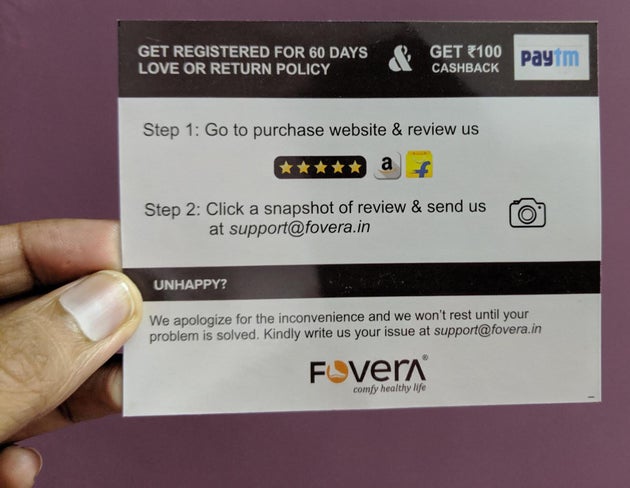 GET REGISTERED FOR 60 DAYS
LOVE OR RETURN POLICY
&
GET ₹100
CASHBACK
Paytm
Step 1: Go to purchase website & review us
a
f
Step 2: Click a snapshot of review & send us
at support@fovera.in
UNHAPPY?
We apologize for the inconvenience and we won't rest until your
problem is solved. Kindly write us your issue at support@fovera.in
FOVERA®
comfy healthy life